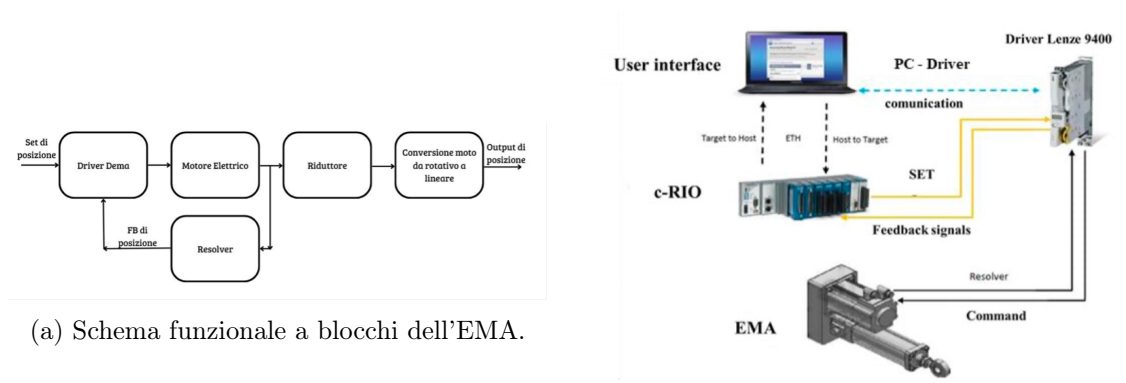 Set di
posizione
Driver Dema
Motore Elettrico
Riduttore
Conversione moto
da rotativo a
lineare
Output di
posizione
FB di
posizione
Resolver
(a) Schema funzionale a blocchi dell'EMA.
Driver Lenze 9400
User interface
PC - Driver
comunication
Target to Host
ETH
Host to Target
c-RIO
SET
Feedback signals
Resolver
Command
EMA